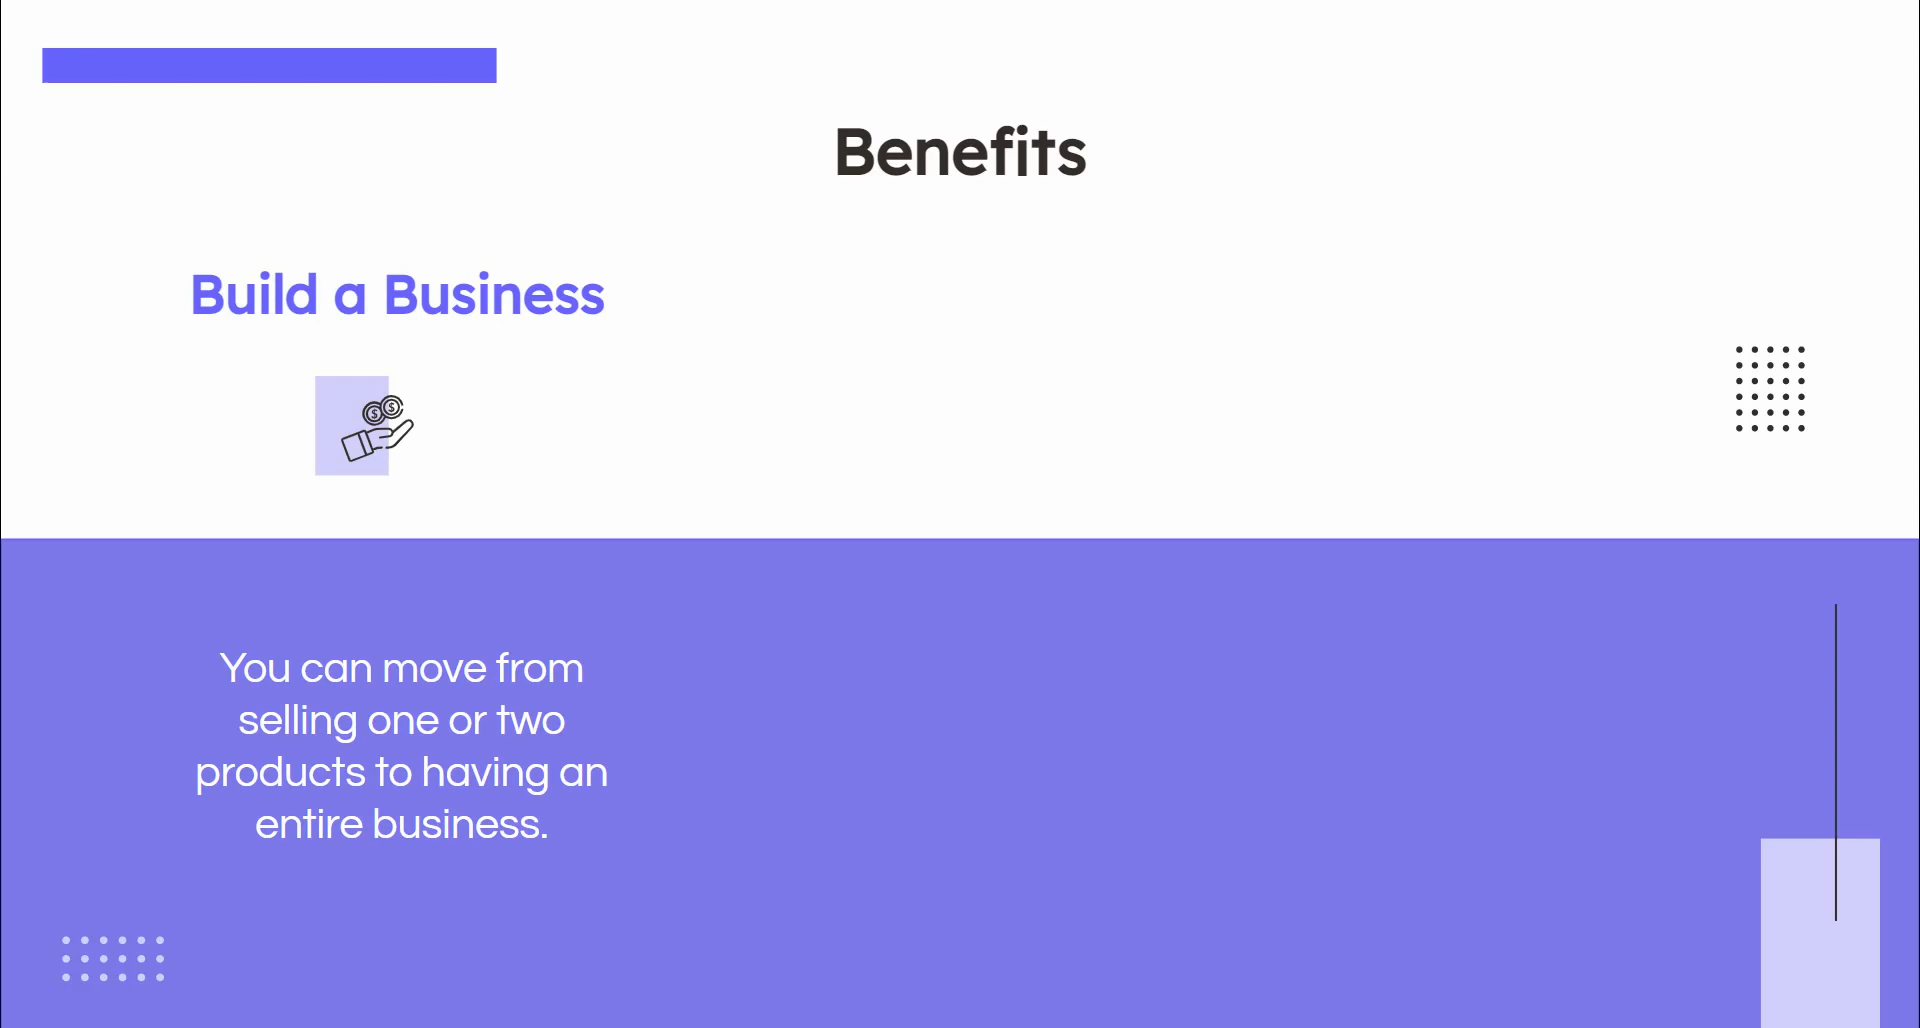 Benefits
Build a Business
$ $
You can move from
selling one or two
products to having an
entire business.